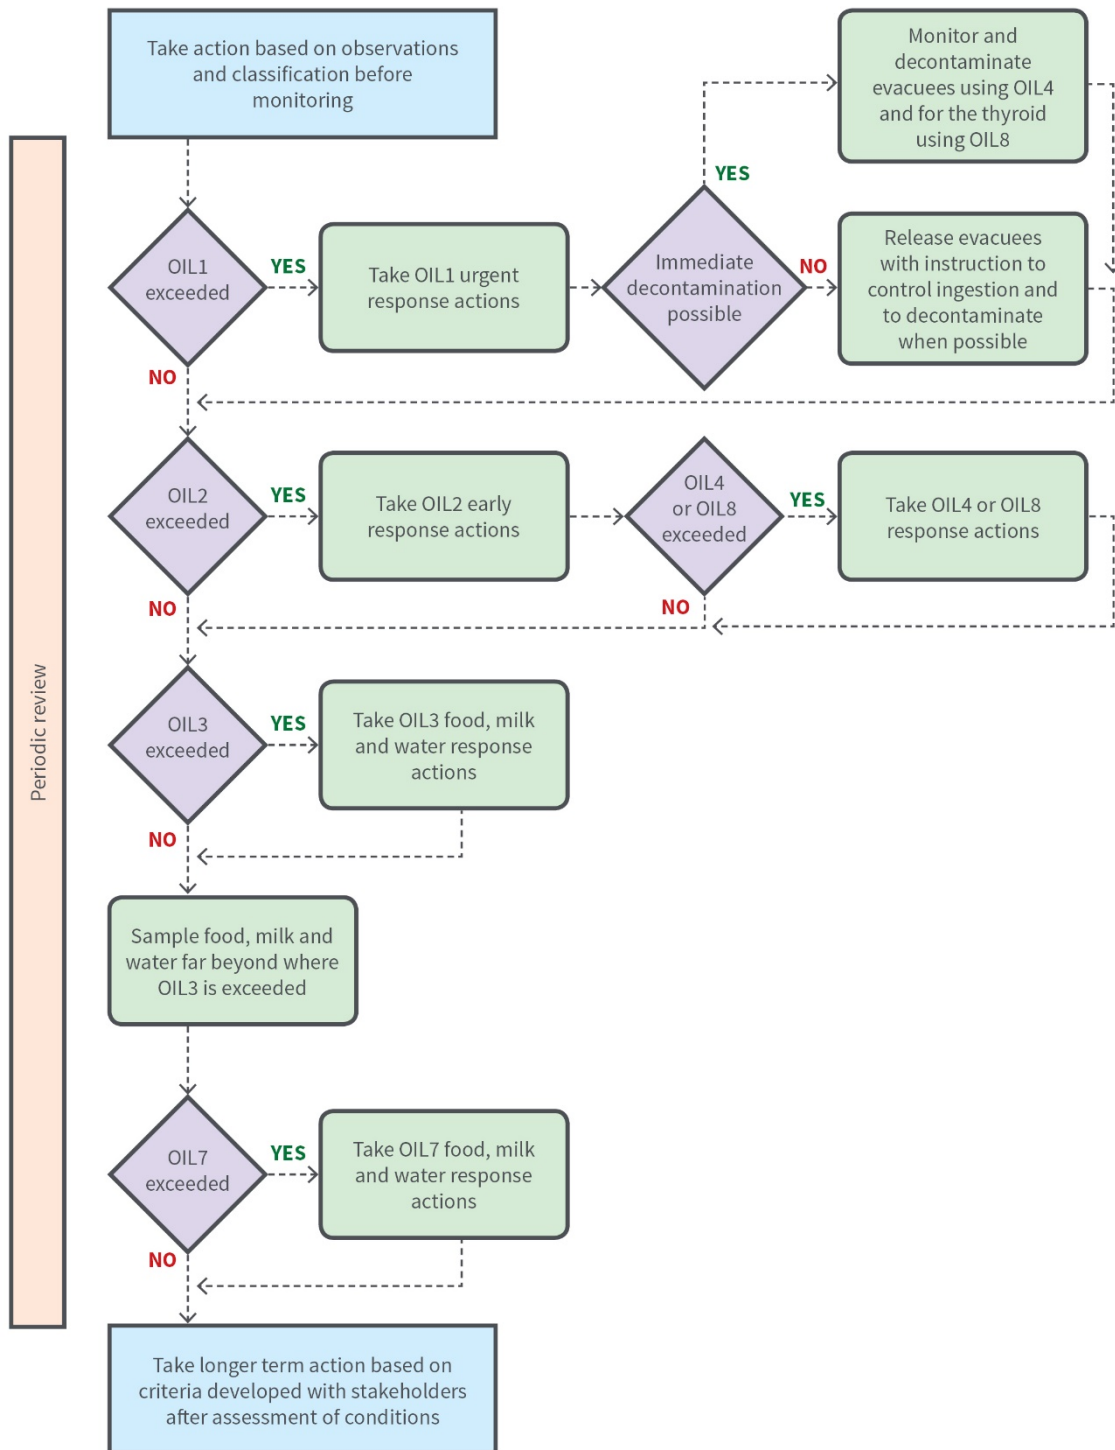 Take action based on observations
and classification before
monitoring
Monitor and
decontaminate
evacuees using OIL4
and for the thyroid
using OIL8
YES
OIL1
exceeded
YES
Take OIL1 urgent
response actions
Immediate
decontamination
possible
NO
Release evacuees
with instruction to
control ingestion and
to decontaminate
when possible
NO
OIL2
exceeded
YES
Take OIL2 early
response actions
OIL4
or OIL8
exceeded
YES
Take OIL4 or OIL8
response actions
NO
NO
OIL3
exceeded
YES
Take OIL3 food, milk
and water response
actions
NO
Periodic review
Sample food, milk and
water far beyond where
OIL3 is exceeded
OIL7
exceeded
YES
Take OIL7 food, milk
and water response
actions
NO
Take longer term action based on
criteria developed with stakeholders
after assessment of conditions